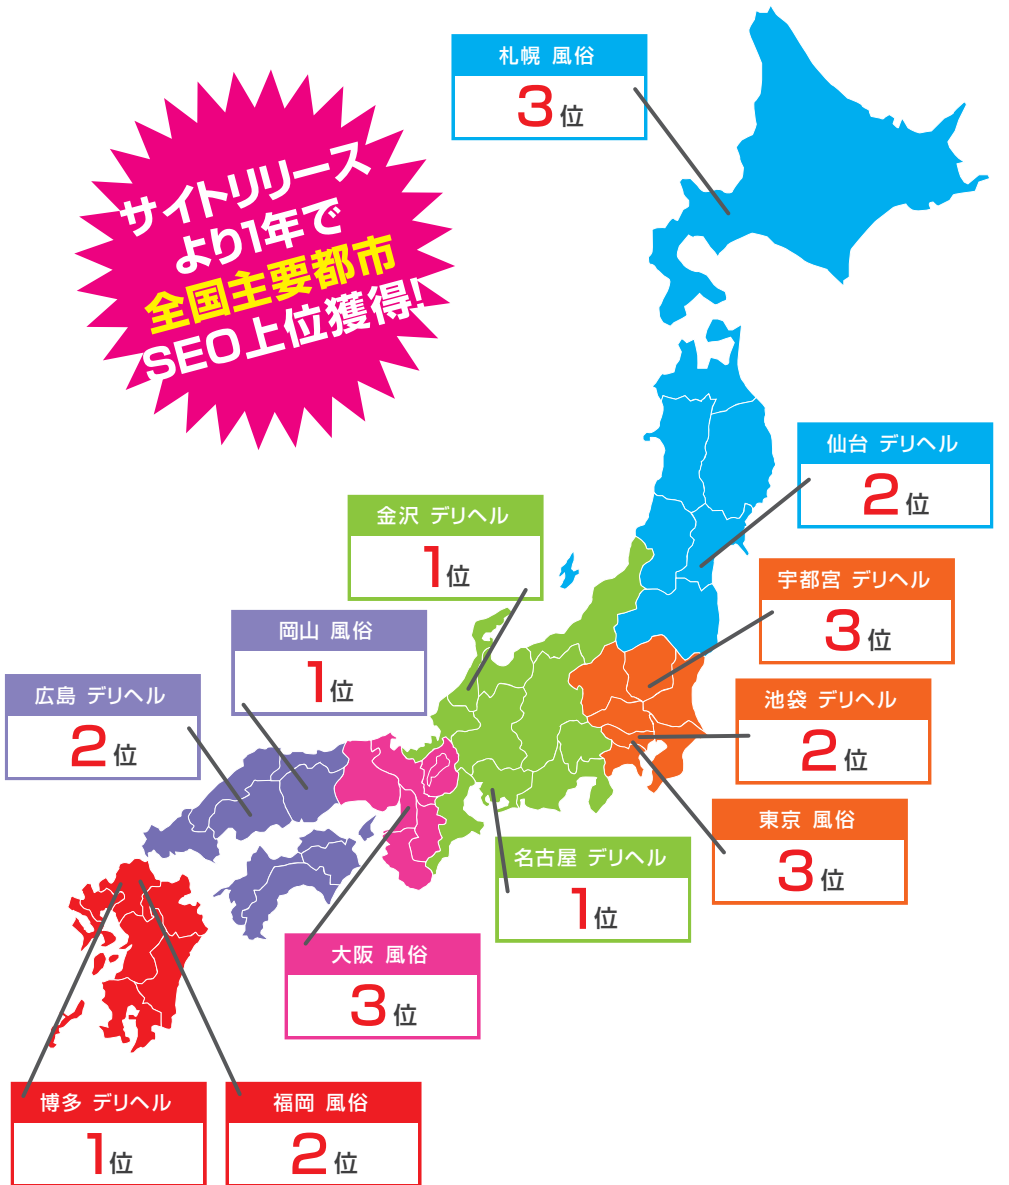 札幌 風俗
3位
サイトリリース
より1年で
全国主要都市
SEO上位獲得!
仙台 デリヘル
2位
金沢 デリヘル
1位
宇都宮 デリヘル
3位
岡山 風俗
1位
広島 デリヘル
2位
池袋 デリヘル
2位
東京 風俗
3位
名古屋 デリヘル
1位
大阪 風俗
3位
博多 デリヘル
1位
福岡 風俗
2位